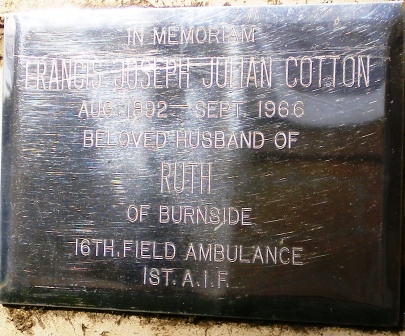 IN MEMORIAM
FRANCIS JOSEPH JULIAN COTTON
AUG. 1892 - SEPT. 1966
BELOVED HUSBAND OF
RUTH
OF BURNSIDE
16TH. FIELD AMBULANCE
1ST. A.I.F.